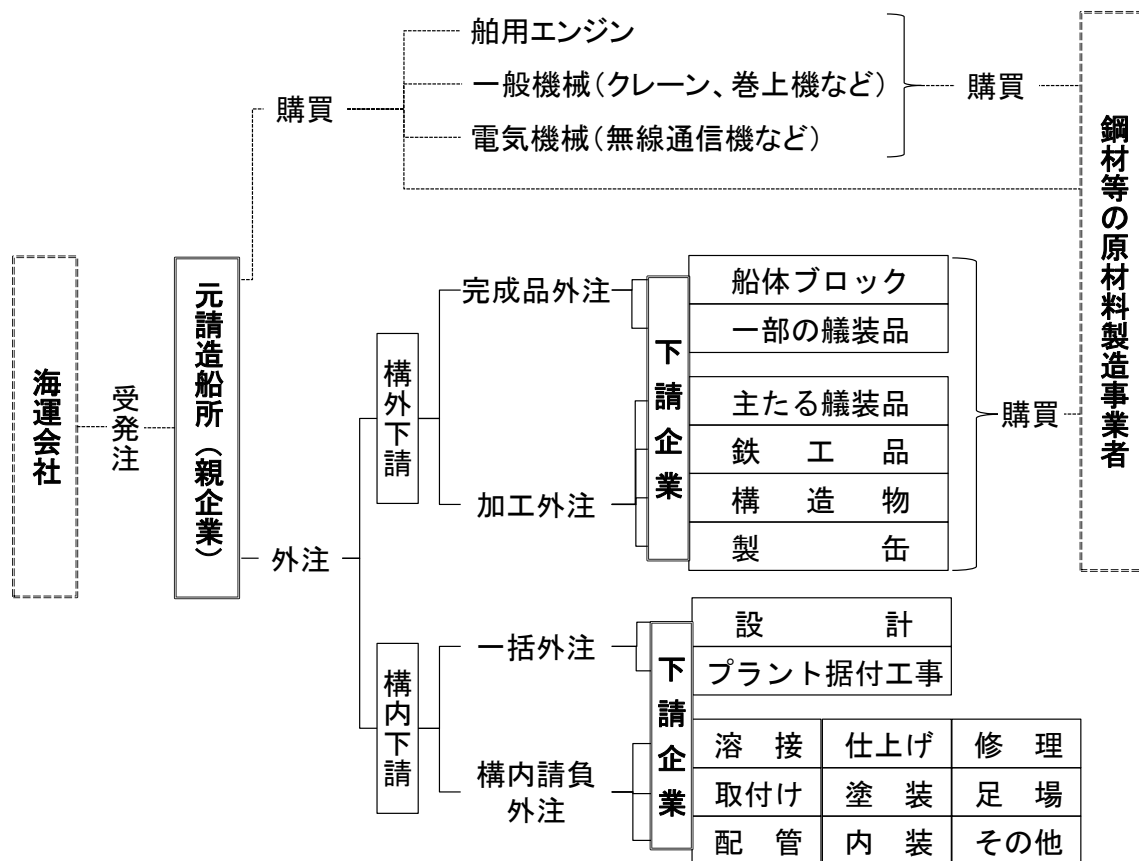 舶用エンジン
一般機械(クレーン、巻上機など)
電気機械(無線通信機など)
購買
購買
鋼材等の原材料製造事業者
海運会社
受発注
元請造船所(親企業)
外注
構外下請
完成品外注
加工外注
下請企業
船体ブロック
一部の艤装品
主たる艤装品
鉄工品
構造物
製缶
購買
構内下請
一括外注
構内請負
外注
下請企業
設計
プラント据付工事
溶接 仕上げ 修理
取付け 塗装 足場
配管 内装 その他